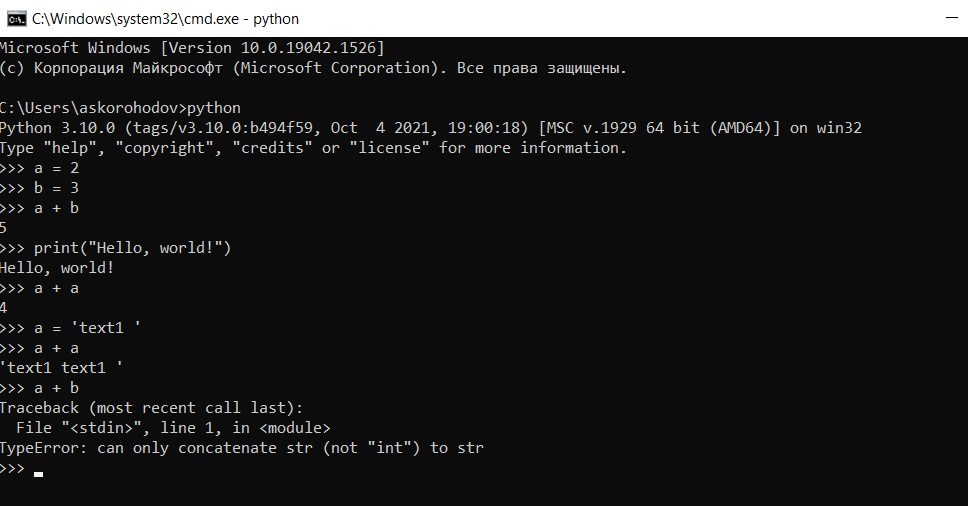 C:\Windows\system32\cmd.exe - python
Microsoft Windows [Version 10.0.19042.1526]
(c) Корпорация Майкрософт (Microsoft Corporation). Все права защищены.
C:\Users\askorohodov>python
Python 3.10.0 (tags/v3.10.0:b494f59, Oct  4 2021, 19:00:18) [MSC v.1929 64 bit (AMD64)] on win32
Type "help", "copyright", "credits" or "license" for more information.
>>> a = 2
>>> b = 3
>>> a + b
5
>>> print("Hello, world!")
Hello, world!
>>> a + a
4
>>> a = 'text1 '
>>> a + a
'text1 text1 '
>>> a + b
Traceback (most recent call last):
  File "<stdin>", line 1, in <module>
TypeError: can only concatenate str (not "int") to str
>>>